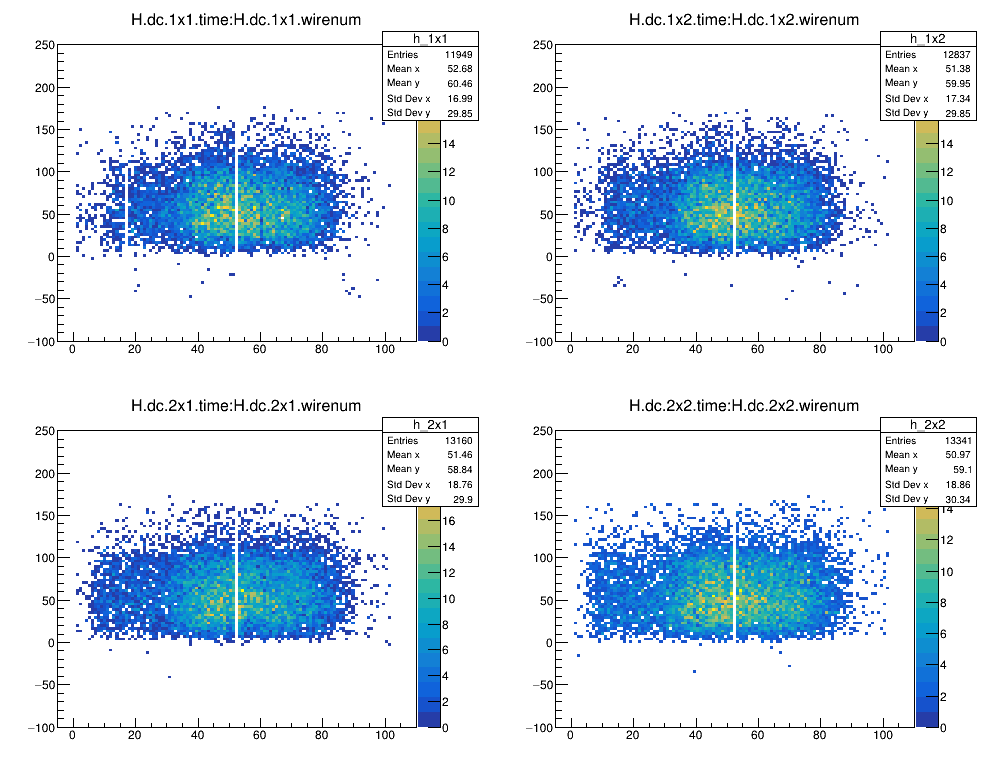 H.dc.1x1.time:H.dc.1x1.wirenum
h_1x1
Entries 11949
Mean x 52.68
Mean y 60.46
Std Dev x 16.99
Std Dev y 29.85
250
200
150
100
50
0
−50
−100
0 20 40 60 80 100
14
12
10
8
6
4
2
0
H.dc.1x2.time:H.dc.1x2.wirenum
h_1x2
Entries 12837
Mean x 51.38
Mean y 59.95
Std Dev x 17.34
Std Dev y 29.85
250
200
150
100
50
0
−50
−100
0 20 40 60 80 100
14
12
10
8
6
4
2
0
H.dc.2x1.time:H.dc.2x1.wirenum
h_2x1
Entries 13160
Mean x 51.46
Mean y 58.84
Std Dev x 18.76
Std Dev y 29.9
250
200
150
100
50
0
−50
−100
0 20 40 60 80 100
16
14
12
10
8
6
4
2
0
H.dc.2x2.time:H.dc.2x2.wirenum
h_2x2
Entries 13341
Mean x 50.97
Mean y 59.1
Std Dev x 18.86
Std Dev y 30.34
250
200
150
100
50
0
−50
−100
0 20 40 60 80 100
14
12
10
8
6
4
2
0